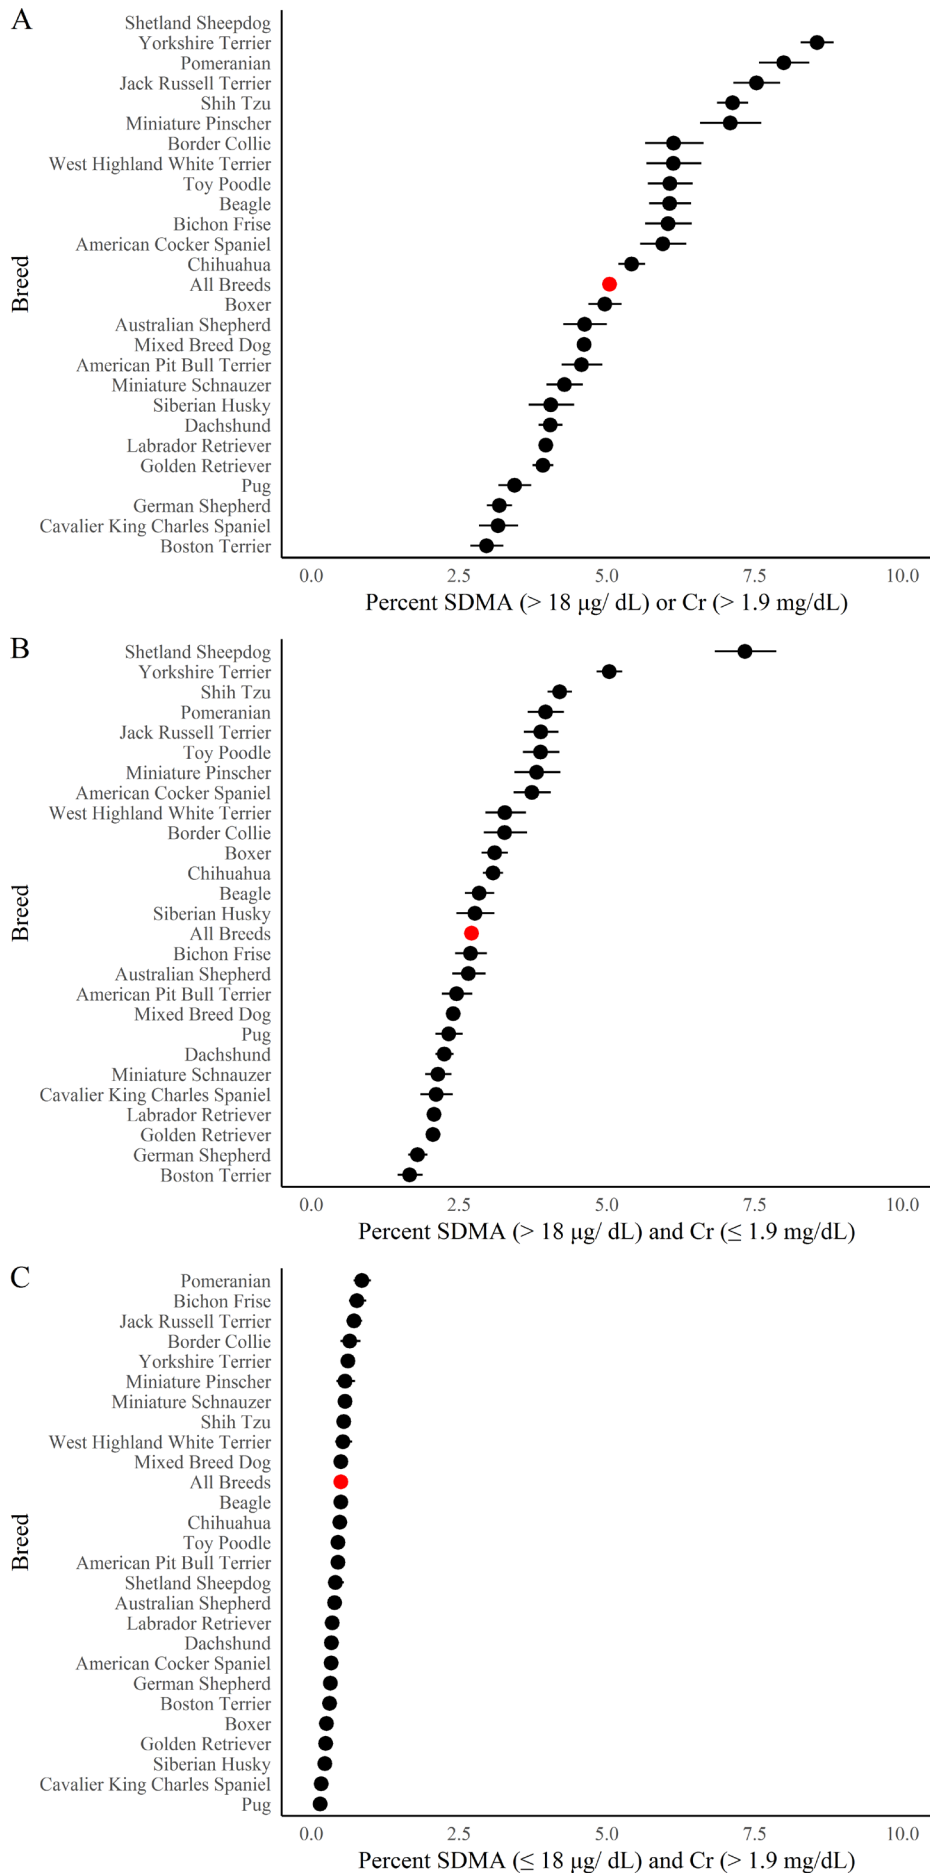 A
Shetland Sheepdog
Yorkshire Terrier
Pomeranian
Jack Russell Terrier
Shih Tzu
Miniature Pinscher
Border Collie
West Highland White Terrier
Toy Poodle
Beagle
Bichon Frise
American Cocker Spaniel
Chihuahua
All Breeds
Boxer
Australian Shepherd
Mixed Breed Dog
American Pit Bull Terrier
Miniature Schnauzer
Siberian Husky
Dachshund
Labrador Retriever
Golden Retriever
Pug
German Shepherd
Cavalier King Charles Spaniel
Boston Terrier
Breed
0.0 2.5 5.0 7.5 10.0
Percent SDMA (> 18 μg/ dL) or Cr (> 1.9 mg/dL)
B
Shetland Sheepdog
Yorkshire Terrier
Shih Tzu
Pomeranian
Jack Russell Terrier
Toy Poodle
Miniature Pinscher
American Cocker Spaniel
West Highland White Terrier
Border Collie
Boxer
Chihuahua
Beagle
Siberian Husky
All Breeds
Bichon Frise
Australian Shepherd
American Pit Bull Terrier
Mixed Breed Dog
Pug
Dachshund
Miniature Schnauzer
Cavalier King Charles Spaniel
Labrador Retriever
Golden Retriever
German Shepherd
Boston Terrier
Breed
0.0 2.5 5.0 7.5 10.0
Percent SDMA (> 18 μg/ dL) and Cr (≤ 1.9 mg/dL)
C
Pomeranian
Bichon Frise
Jack Russell Terrier
Border Collie
Yorkshire Terrier
Miniature Pinscher
Miniature Schnauzer
Shih Tzu
West Highland White Terrier
Mixed Breed Dog
All Breeds
Beagle
Chihuahua
Toy Poodle
American Pit Bull Terrier
Shetland Sheepdog
Australian Shepherd
Labrador Retriever
Dachshund
American Cocker Spaniel
German Shepherd
Boston Terrier
Boxer
Golden Retriever
Siberian Husky
Cavalier King Charles Spaniel
Pug
Breed
0.0 2.5 5.0 7.5 10.0
Percent SDMA (≤ 18 μg/ dL) and Cr (> 1.9 mg/dL)